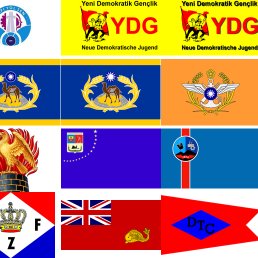 Yeni Demokratik Gençlik
YDG
Neue Demokratische Jugend
Yeni Demokratik Gençlik
YDG
Neue Demokratische Jugend
F
Z
DTC